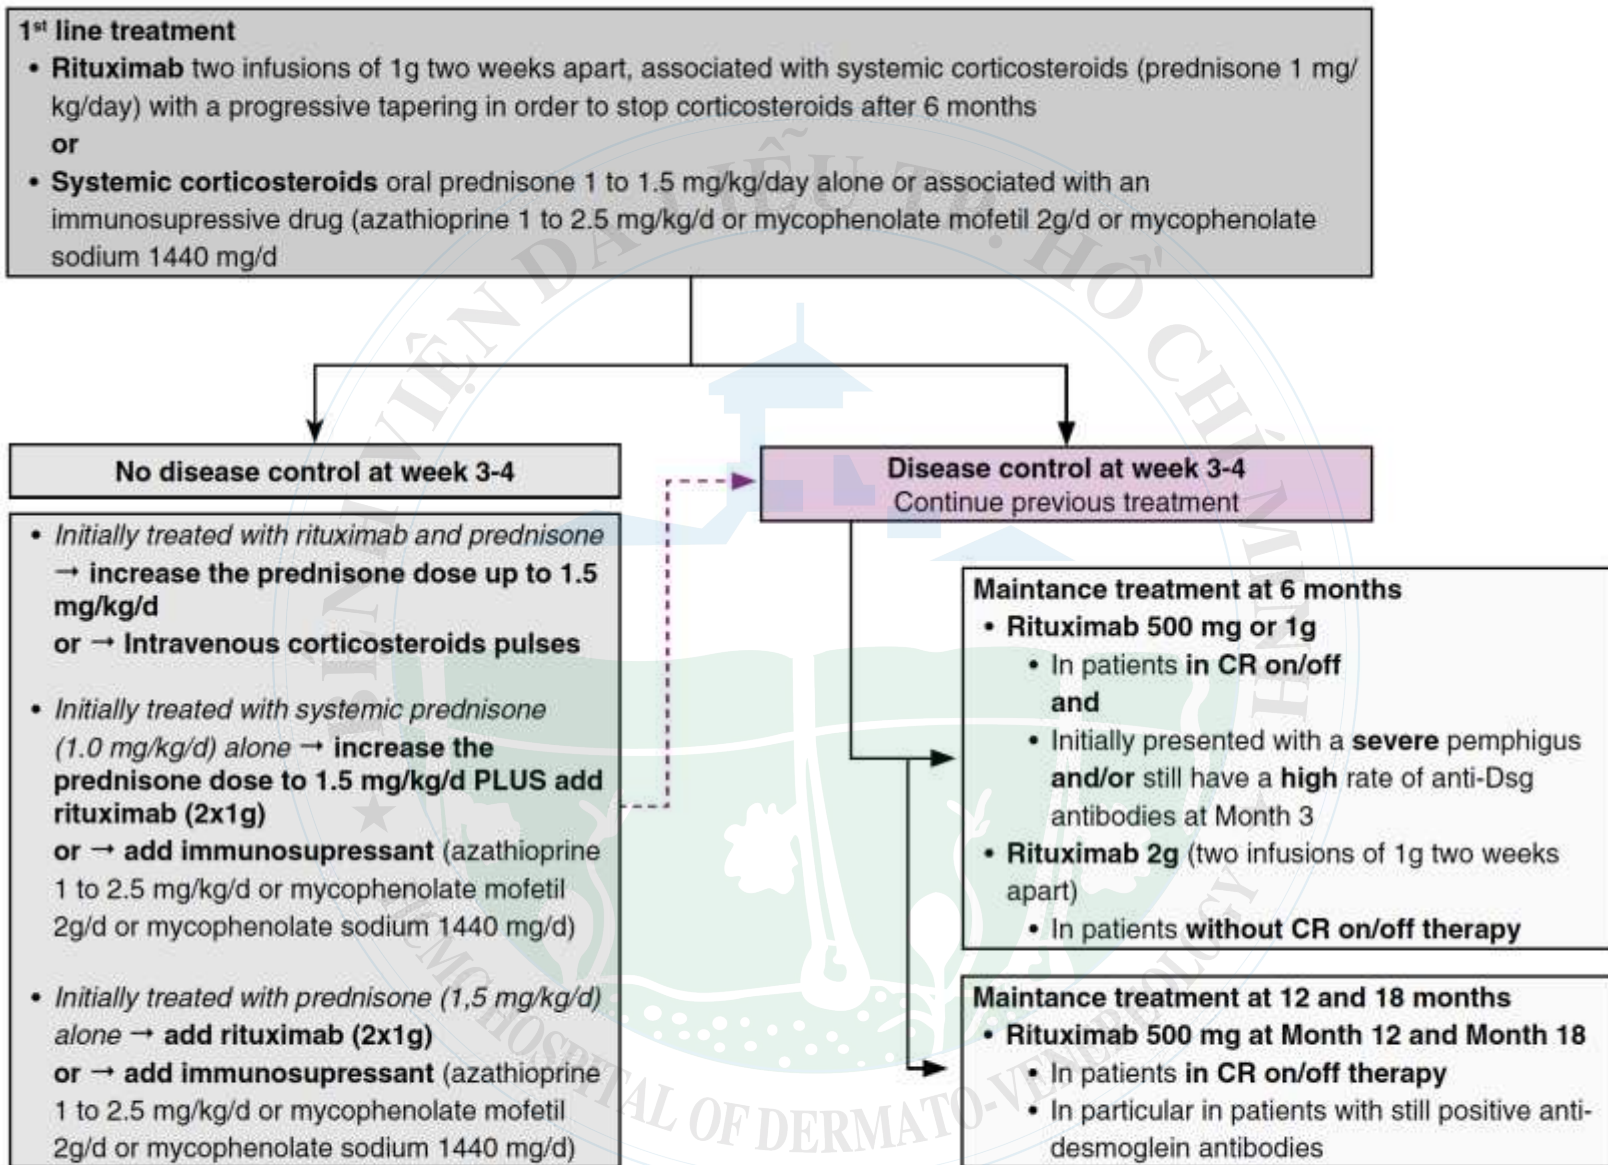 1st line treatment
• Rituximab two infusions of 1g two weeks apart, associated with systemic corticosteroids (prednisone 1 mg/
kg/day) with a progressive tapering in order to stop corticosteroids after 6 months
or
• Systemic corticosteroids oral prednisone 1 to 1.5 mg/kg/day alone or associated with an
immunosupressive drug (azathioprine 1 to 2.5 mg/kg/d or mycophenolate mofetil 2g/d or mycophenolate
sodium 1440 mg/d
No disease control at week 3-4
• Initially treated with rituximab and prednisone
→ increase the prednisone dose up to 1.5
mg/kg/d
or → Intravenous corticosteroids pulses
• Initially treated with systemic prednisone
(1.0 mg/kg/d) alone → increase the
prednisone dose to 1.5 mg/kg/d PLUS add
rituximab (2x1g)
or → add immunosupressant (azathioprine
1 to 2.5 mg/kg/d or mycophenolate mofetil
2g/d or mycophenolate sodium 1440 mg/d)
• Initially treated with prednisone (1,5 mg/kg/d)
alone → add rituximab (2x1g)
or → add immunosupressant (azathioprine
1 to 2.5 mg/kg/d or mycophenolate mofetil
2g/d or mycophenolate sodium 1440 mg/d)
Disease control at week 3-4
Continue previous treatment
Maintance treatment at 6 months
• Rituximab 500 mg or 1g
• In patients in CR on/off
and
• Initially presented with a severe pemphigus
and/or still have a high rate of anti-Dsg
antibodies at Month 3
• Rituximab 2g (two infusions of 1g two weeks
apart)
• In patients without CR on/off therapy
Maintance treatment at 12 and 18 months
• Rituximab 500 mg at Month 12 and Month 18
• In patients in CR on/off therapy
• In particular in patients with still positive anti-
desmoglein antibodies
BỆNH VIỆN DA LIỄU TP. HỒ CHÍ MINH
HCMC HOSPITAL OF DERMATO-VENEREOLOGY